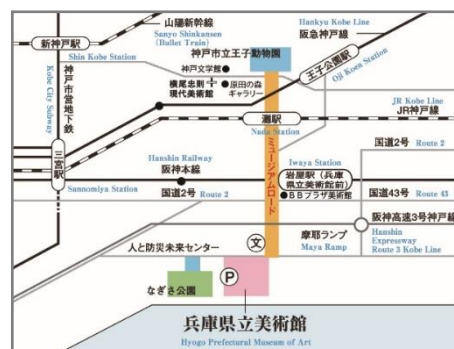 山陽新幹線
Sanyo Shinkansen
(Bullet Train)
Hankyu Kobe Line
阪急神戸線
新神戸駅
Shin Kobe Station
神戸市立王子動物園
神戸文学館
王子公園駅
Oji Koen Station
横尾忠則
現代美術館
原田の森
ギャラリー
神戸市営地下鉄
Kobe City Subway
灘駅
Nada Station
JR Kobe Line
JR神戸線
国道2号
Route 2
三宮駅
Sannomiya Station
Hanshin Railway
阪神本線
国道2号 Route 2
ミュージアムロード
Iwaya Station
岩屋駅(兵庫
県立美術館前)
BBプラザ美術館
国道43号 Route 43
阪神高速3号神戸線
Hanshin
Expressway
Route 3 Kobe Line
摩耶ランプ
Maya Ramp
文
人と防災未来センター
P
なぎさ公園
兵庫県立美術館
Hyogo Prefectural Museum of Art